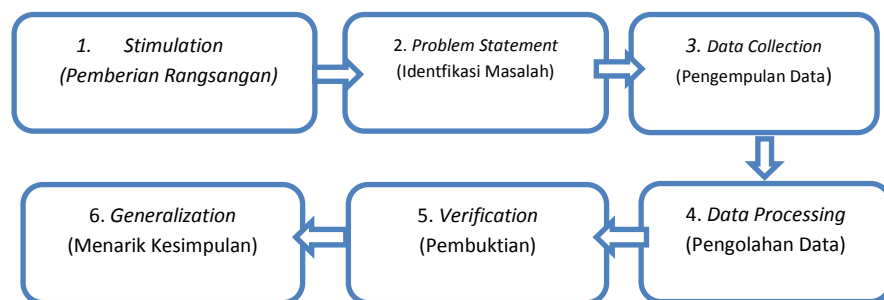 1. Stimulation
(Pemberian Rangsangan)
2. Problem Statement
(Identfikasi Masalah)
3. Data Collection
(Pengempulan Data)
4. Data Processing
(Pengolahan Data)
5. Verification
(Pembuktian)
6. Generalization
(Menarik Kesimpulan)